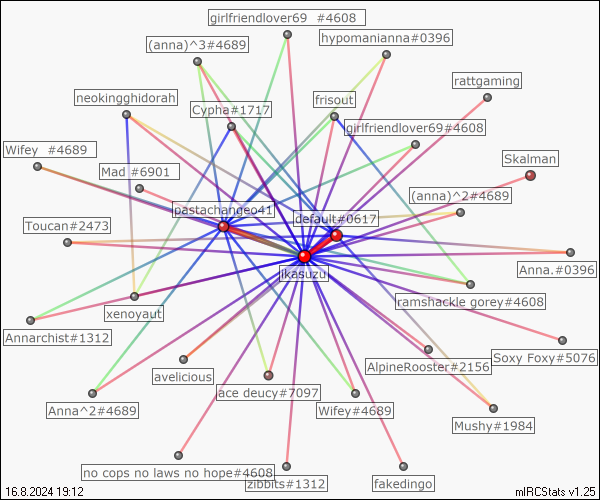 girlfriendlover69 #4608
(anna)^3#4689
hypomanianna#0396
rattgaming
neokingghidorah
Cypha#1717
frisout
girlfriendlover69#4608
Wifey #4689
Skalman
Mad #6901
(anna)^2#4689
pastachangeo41
default#0617
Toucan#2473
Anna.#0396
ikasuzu
xenoyaut
ramshackle gorey#4608
Annarchist#1312
Soxy Foxy#5076
AlpineRooster#2156
avelicious
ace deucy#7097
Anna^2#4689
Wifey#4689
Mushy#1984
no cops no laws no hope#4608
zibbits#1312
fakedingo
16.8.2024 19:12
mIRCStats v1.25